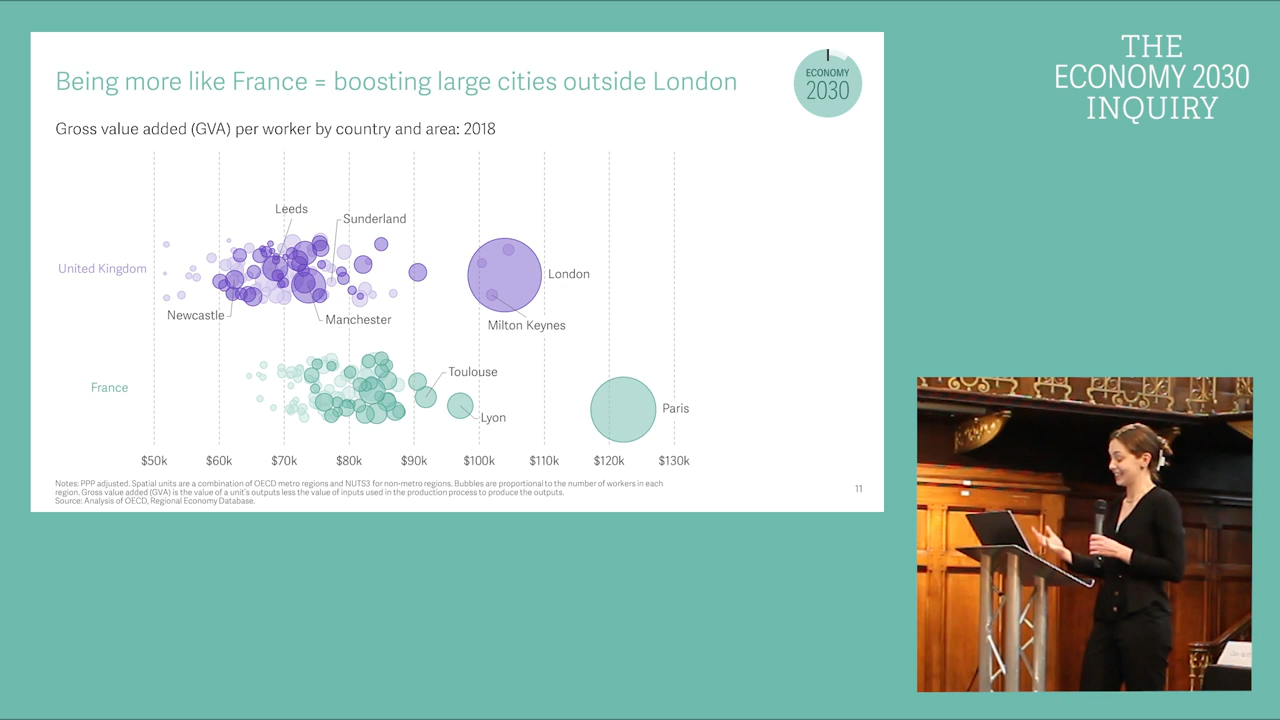 Being more like France = boosting large cities outside London
ECONOMY
2030
THE
ECONOMY 2030
INQUIRY
Gross value added (GVA) per worker by country and area: 2018
Leeds
Sunderland
United Kingdom
London
Newcastle
Manchester
Milton Keynes
Toulouse
France
Paris
Lyon
$50k $60k $70k $80k $90k $100k $110k $120k $130k
Notes: PPP adjusted. Spatial units are a combination of OECD metro regions and NUTS3 for non-metro regions. Bubbles are proportional to the number of workers in each
region. Gross value added (GVA) is the value of a unit's outputs less the value of inputs used in the production process to produce the outputs.
Source: Analysis of OECD, Regional Economy Database.
11